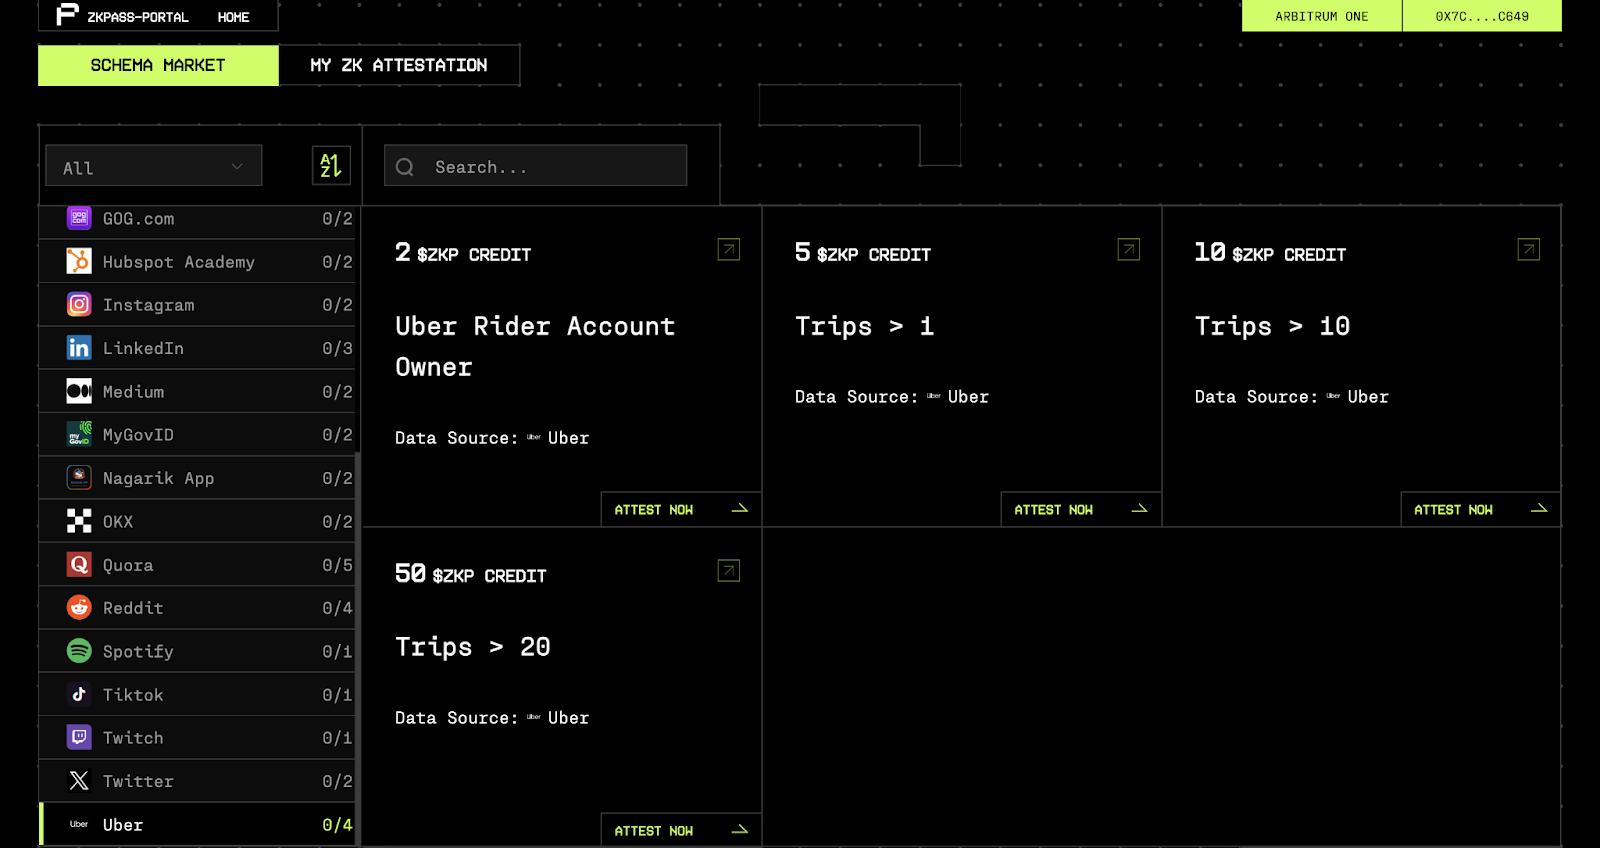 ZKPASS-PORTAL HOME
ARBITRUM ONE 0X7C....C649
SCHEMA MARKET MY ZK ATTESTATION
All
A Z
Search...
GOG.com 0/2
Hubspot Academy 0/2
Instagram 0/2
LinkedIn 0/3
Medium 0/2
MyGovID 0/2
Nagarik App 0/2
OKX 0/2
Quora 0/5
Reddit 0/4
Spotify 0/1
Tiktok 0/1
Twitch 0/1
Twitter 0/2
Uber Uber 0/4
2 $ZKP CREDIT
Uber Rider Account
Owner
Data Source: Uber Uber
ATTEST NOW
5 $ZKP CREDIT
Trips > 1
Data Source: Uber Uber
ATTEST NOW
10 $ZKP CREDIT
Trips > 10
Data Source: Uber Uber
ATTEST NOW
50 $ZKP CREDIT
Trips > 20
Data Source: Uber Uber
ATTEST NOW